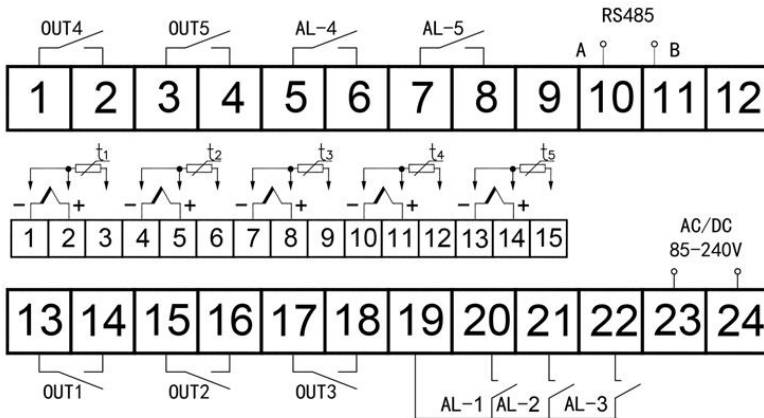 RS485
OUT4 OUT5 AL-4 AL-5 A B
1 2 3 4 5 6 7 8 9 10 11 12
t1 t2 t3 t4 t5
- + - + - + - + - +
1 2 3 4 5 6 7 8 9 10 11 12 13 14 15
AC/DC
85-240V
13 14 15 16 17 18 19 20 21 22 23 24
OUT1 OUT2 OUT3 AL-1 AL-2 AL-3